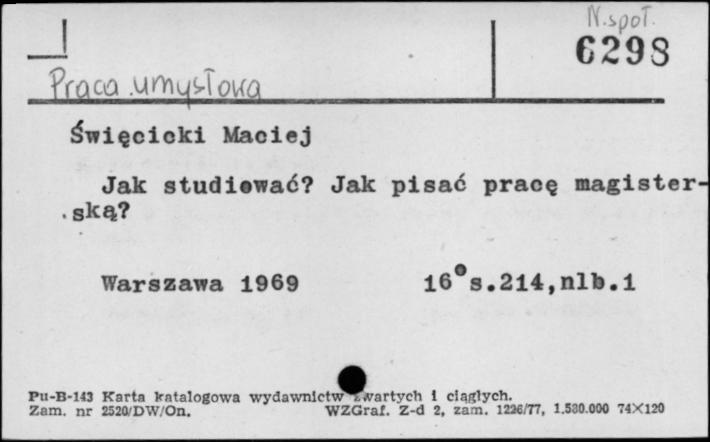 N.społ.
6298
Praca umysłowa
Święcicki Maciej
Jak studiować? Jak pisać pracę magister-
ską?
Warszawa 1969 16° s.214,nlb.1
Pu-B-143 Karta katalogowa wydawnictw zwartych i ciągłych.
Zam. nr 2520/DW/On. WZGraf. Z-d 2, zam. 1226/77, 1.530.000 74×120